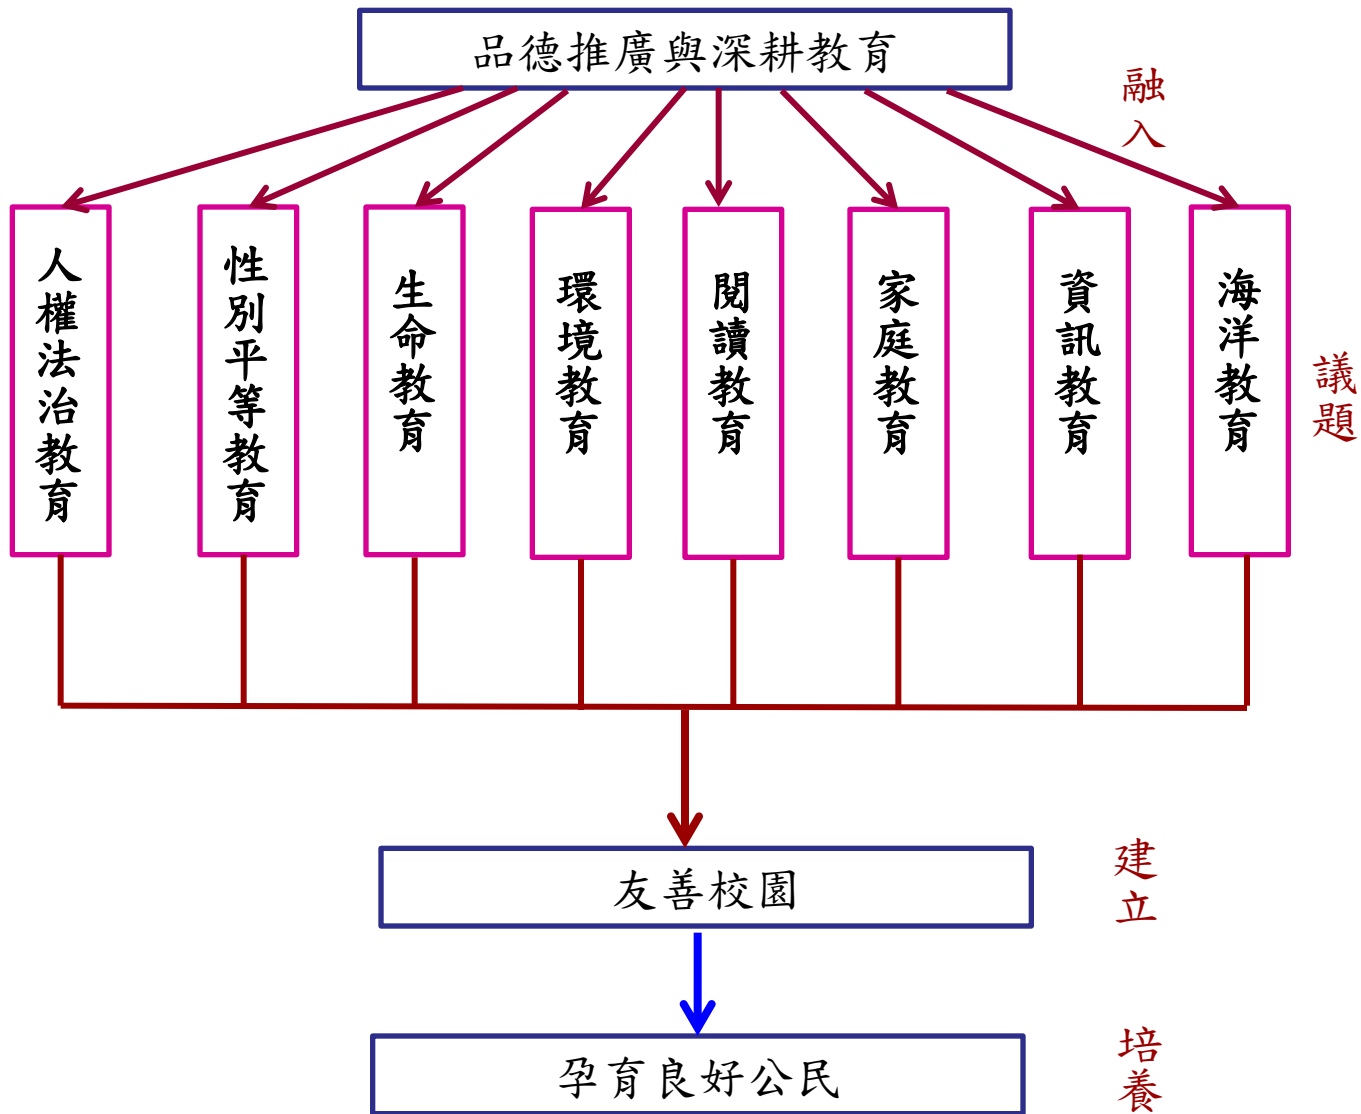 品德推廣與深耕教育
融入
人權法治教育
性別平等教育
生命教育
環境教育
閱讀教育
家庭教育
資訊教育
海洋教育
議題
友善校園
建立
孕育良好公民
培養